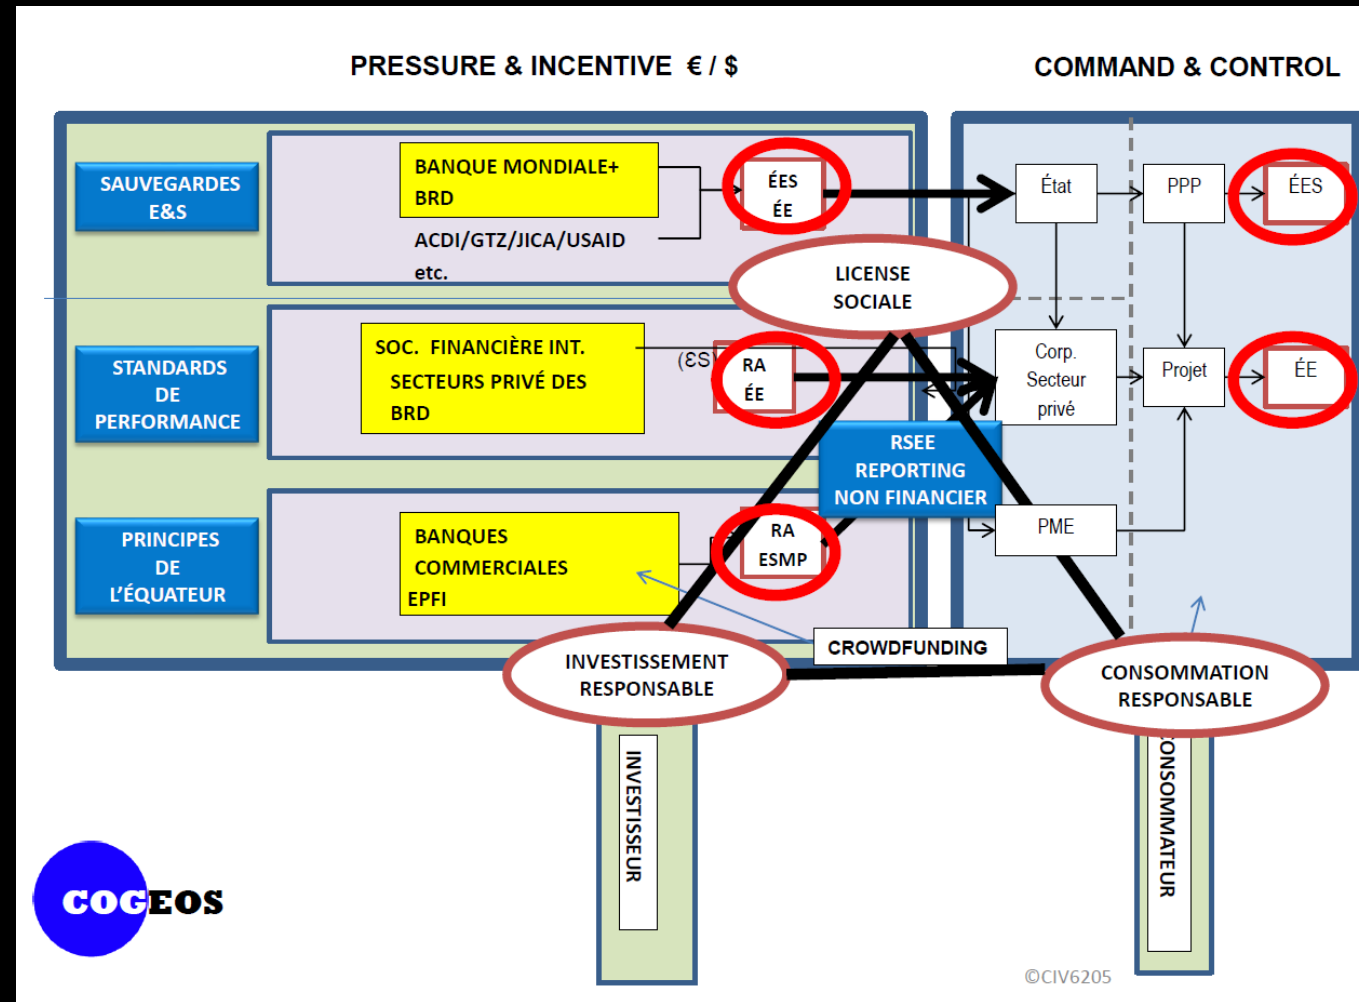 PRESSURE & INCENTIVE € / $
COMMAND & CONTROL
SAUVEGARDES
E&S
BANQUE MONDIALE+
BRD
ACDI/GTZ/JICA/USAID
etc.
ÉES
ÉE
État
PPP
ÉES
LICENSE
SOCIALE
STANDARDS
DE
PERFORMANCE
SOC. FINANCIÈRE INT.
SECTEURS PRIVÉ DES
BRD
(ƐS)
RA
ÉE
Corp.
Secteur
privé
Projet
ÉE
RSEE
REPORTING
NON FINANCIER
PRINCIPES
DE
L’ÉQUATEUR
BANQUES
COMMERCIALES
EPFI
RA
ESMP
PME
CROWDFUNDING
INVESTISSEMENT
RESPONSABLE
CONSOMMATION
RESPONSABLE
INVESTISSEUR
CONSOMMATEUR
COGEOS
©CIV6205